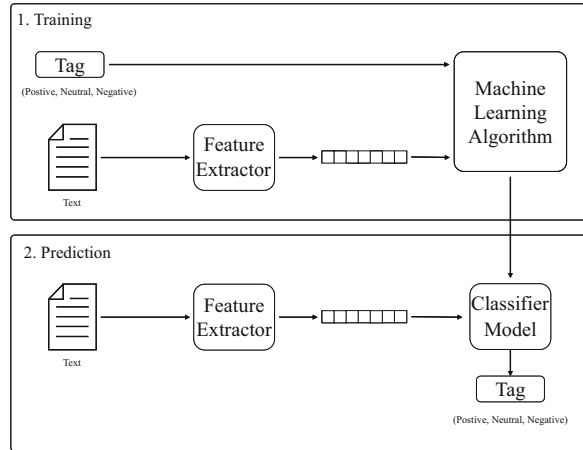 1. Training
Tag
(Postive, Neutral, Negative)
Machine
Learning
Algorithm
Feature
Extractor
Text
2. Prediction
Feature
Extractor
Classifier
Model
Text
Tag
(Postive, Neutral, Negative)